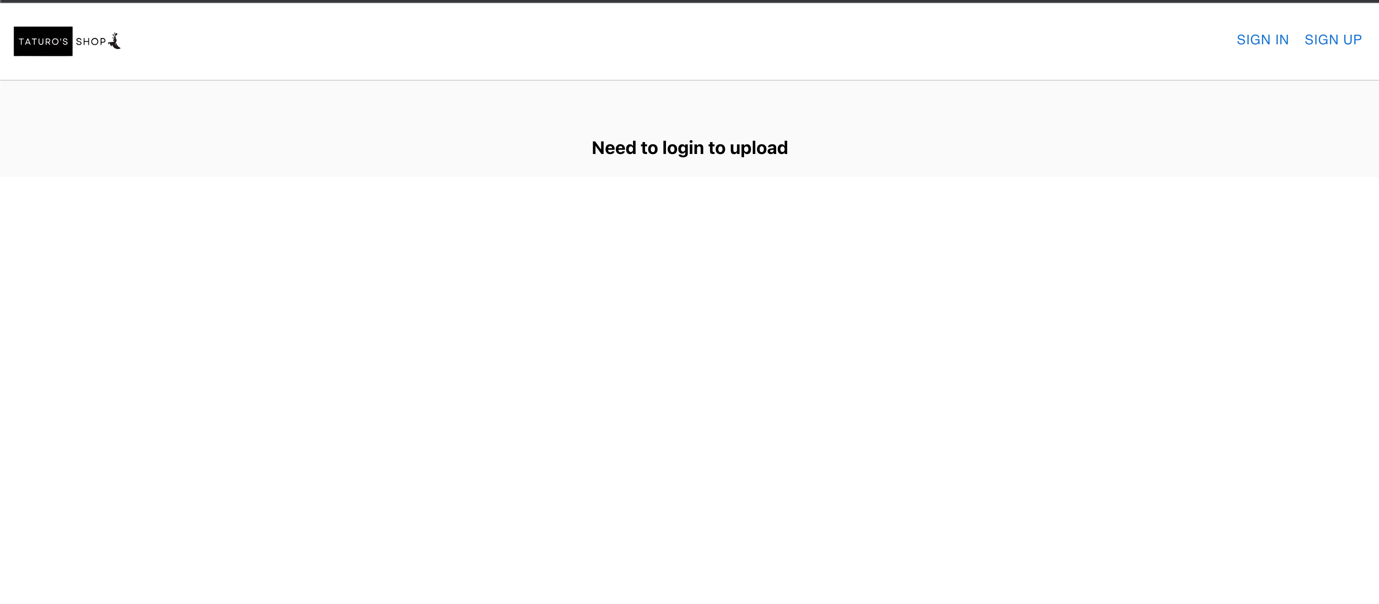 TATURO'S SHOP
SIGN IN SIGN UP
Need to login to upload